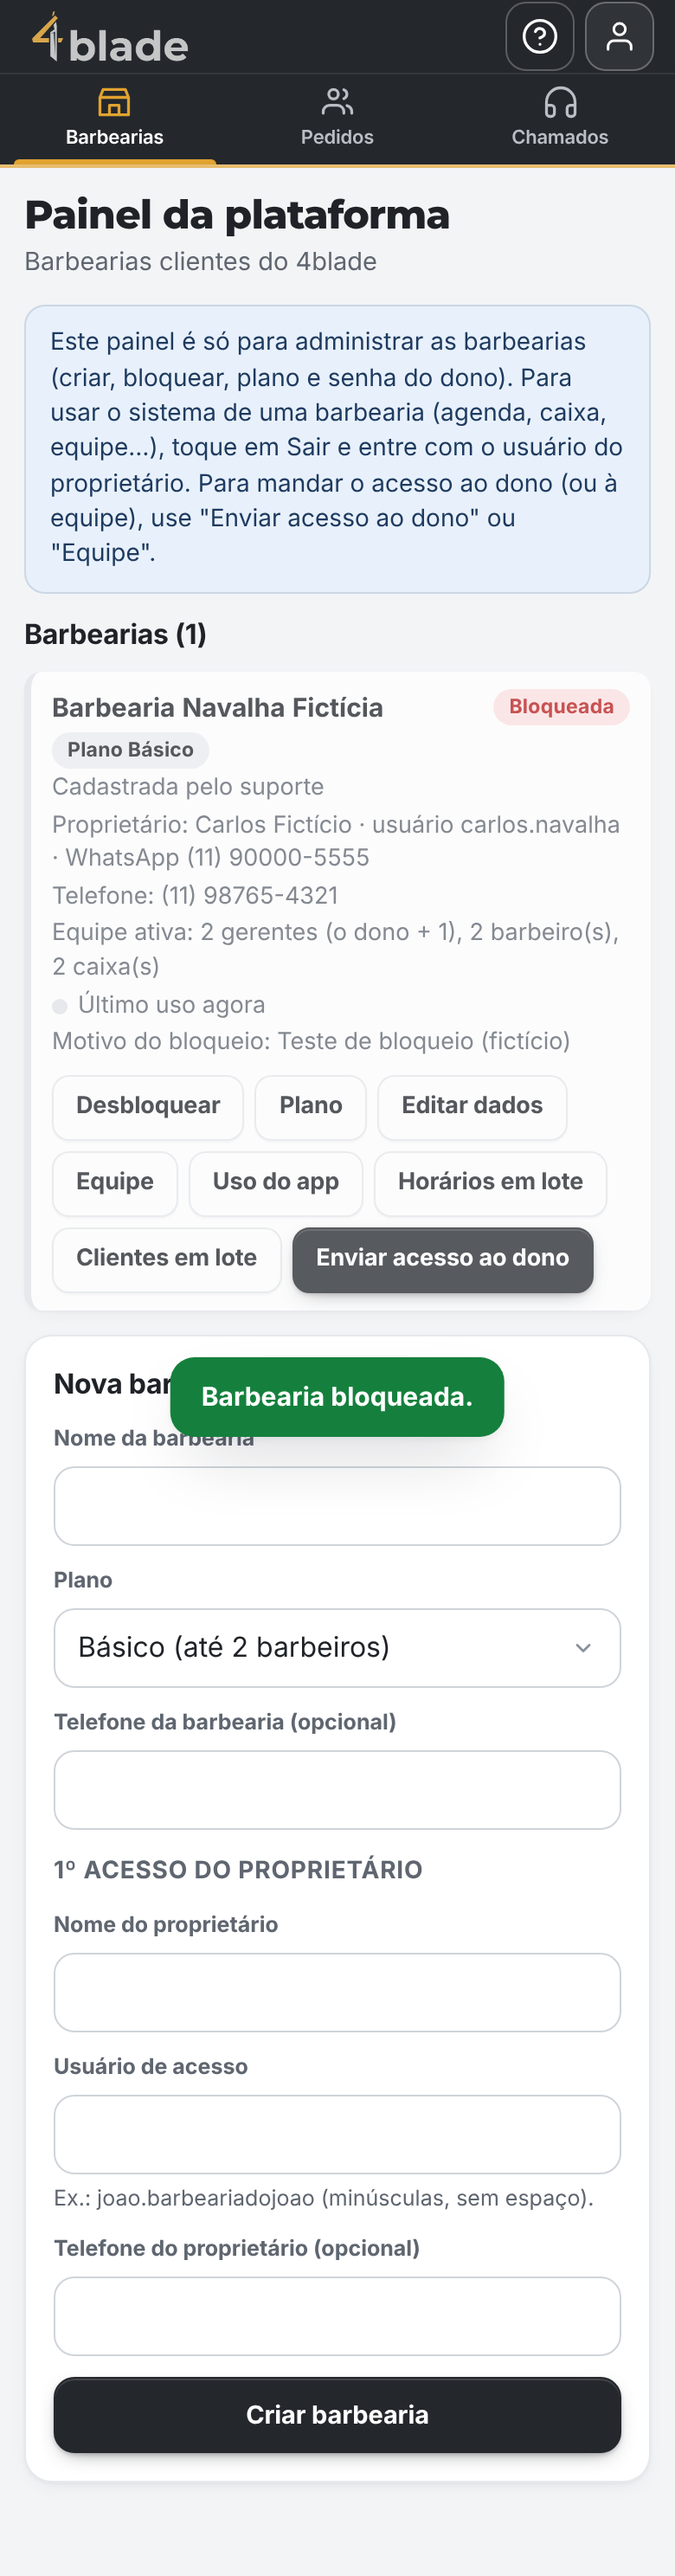 4blade
Barbearias
Pedidos
Chamados
Painel da plataforma
Barbearias clientes do 4blade
Este painel é só para administrar as barbearias
(criar, bloquear, plano e senha do dono). Para
usar o sistema de uma barbearia (agenda, caixa,
equipe...), toque em Sair e entre com o usuário do
proprietário. Para mandar o acesso ao dono (ou à
equipe), use "Enviar acesso ao dono" ou
"Equipe".
Barbearias (1)
Barbearia Navalha Fictícia
Bloqueada
Plano Básico
Cadastrada pelo suporte
Proprietário: Carlos Fictício · usuário carlos.navalha
· WhatsApp (11) 90000-5555
Telefone: (11) 98765-4321
Equipe ativa: 2 gerentes (o dono + 1), 2 barbeiro(s),
2 caixa(s)
Último uso agora
Motivo do bloqueio: Teste de bloqueio (fictício)
Desbloquear
Plano
Editar dados
Equipe
Uso do app
Horários em lote
Clientes em lote
Enviar acesso ao dono
Nova bar
Barbearia bloqueada.
Nome da barbearia
Plano
Básico (até 2 barbeiros)
Telefone da barbearia (opcional)
1º ACESSO DO PROPRIETÁRIO
Nome do proprietário
Usuário de acesso
Ex.: joao.barbeariadojoao (minúsculas, sem espaço).
Telefone do proprietário (opcional)
Criar barbearia